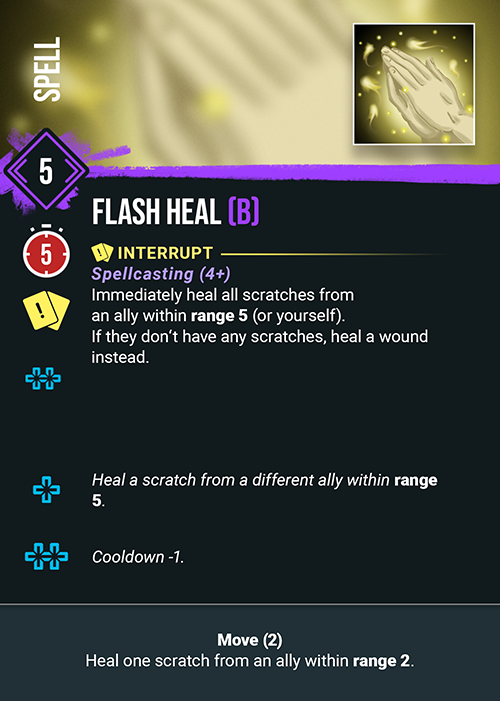 SPELL
5
FLASH HEAL (B)
5
! INTERRUPT
Spellcasting (4+)
!
Immediately heal all scratches from
an ally within range 5 (or yourself).
If they don‘t have any scratches, heal a wound
instead.
Heal a scratch from a different ally within range
5.
Cooldown -1.
Move (2)
Heal one scratch from an ally within range 2.